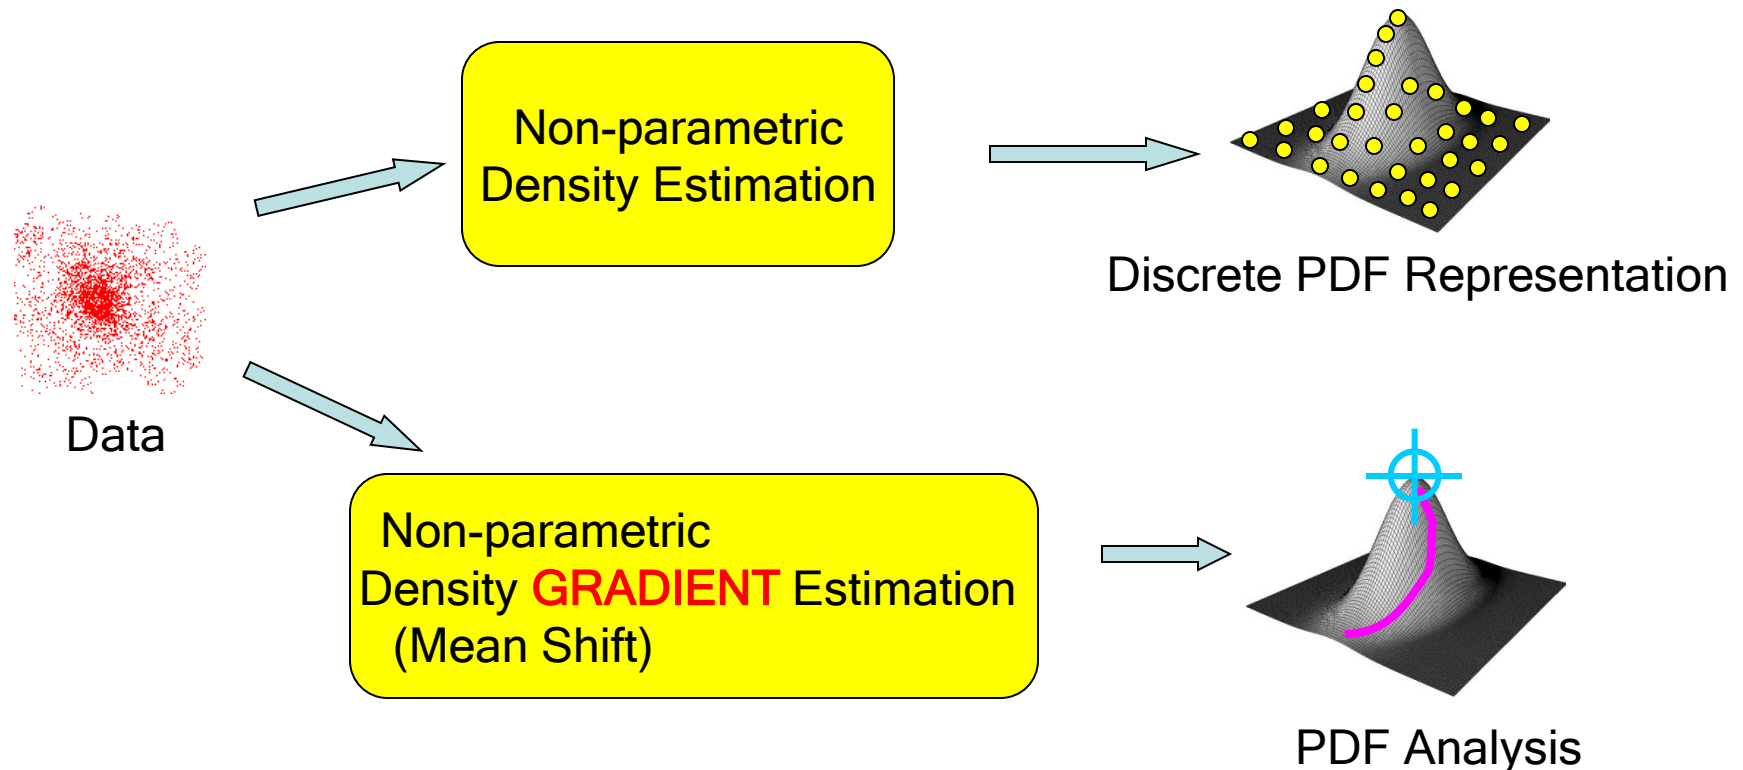 Non-parametric
Density Estimation
Discrete PDF Representation
Data
Non-parametric
Density GRADIENT Estimation
(Mean Shift)
PDF Analysis